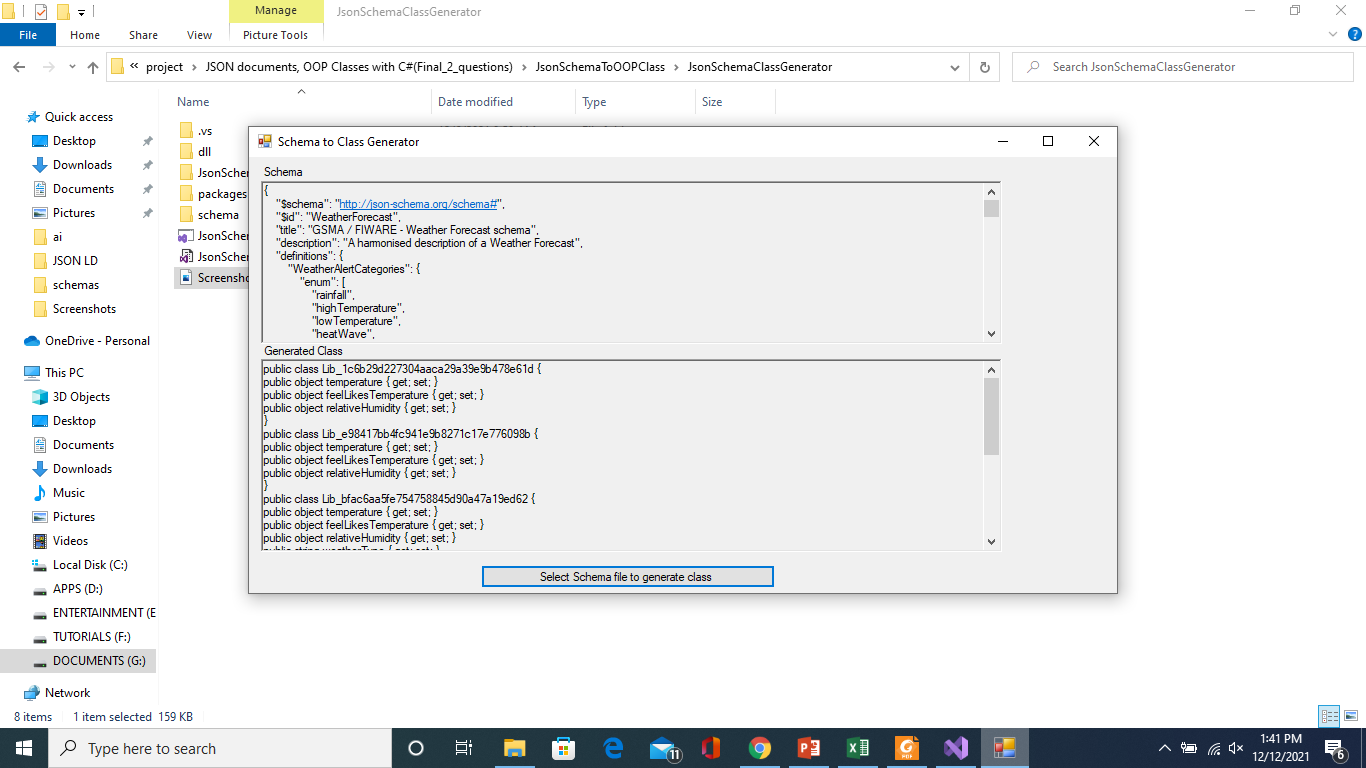 Manage
JsonSchemaClassGenerator
File
Home
Share
View
Picture Tools
project
JSON documents, OOP Classes with C#(Final_2_questions)
JsonSchemaToOOPClass
JsonSchemaClassGenerator
Search JsonSchemaClassGenerator
Name
Date modified
Type
Size
Quick access
Desktop
Downloads
Documents
Pictures
ai
JSON LD
schemas
Screenshots
OneDrive - Personal
This PC
3D Objects
Desktop
Documents
Downloads
Music
Pictures
Videos
Local Disk (C:)
APPS (D:)
ENTERTAINMENT (E
TUTORIALS (F:)
DOCUMENTS (G:)
Network
.vs
dll
JsonScher
packages
schema
JsonScher
JsonScher
Screensho
Schema to Class Generator
Schema
{
"$schema": "http://json-schema.org/schema#",
"$id": "WeatherForecast",
"title": "GSMA / FIWARE - Weather Forecast schema",
"description": "A harmonised description of a Weather Forecast",
"definitions": {
"WeatherAlertCategories": {
"enum": [
"rainfall",
"highTemperature",
"lowTemperature",
"heatWave",
Generated Class
public class Lib_1c6b29d227304aaca29a39e9b478e61d {
public object temperature { get; set; }
public object feelLikesTemperature { get; set; }
public object relativeHumidity { get; set; }
}
public class Lib_e98417bb4fc941e9b8271c17e776098b {
public object temperature { get; set; }
public object feelLikesTemperature { get; set; }
public object relativeHumidity { get; set; }
}
public class Lib_bfac6aa5fe754758845d90a47a19ed62 {
public object temperature { get; set; }
public object feelLikesTemperature { get; set; }
public object relativeHumidity { get; set; }
public string weatherType { get; set; }
Select Schema file to generate class
8 items
1 item selected 159 KB
Type here to search
11
1:41 PM
12/12/2021
6